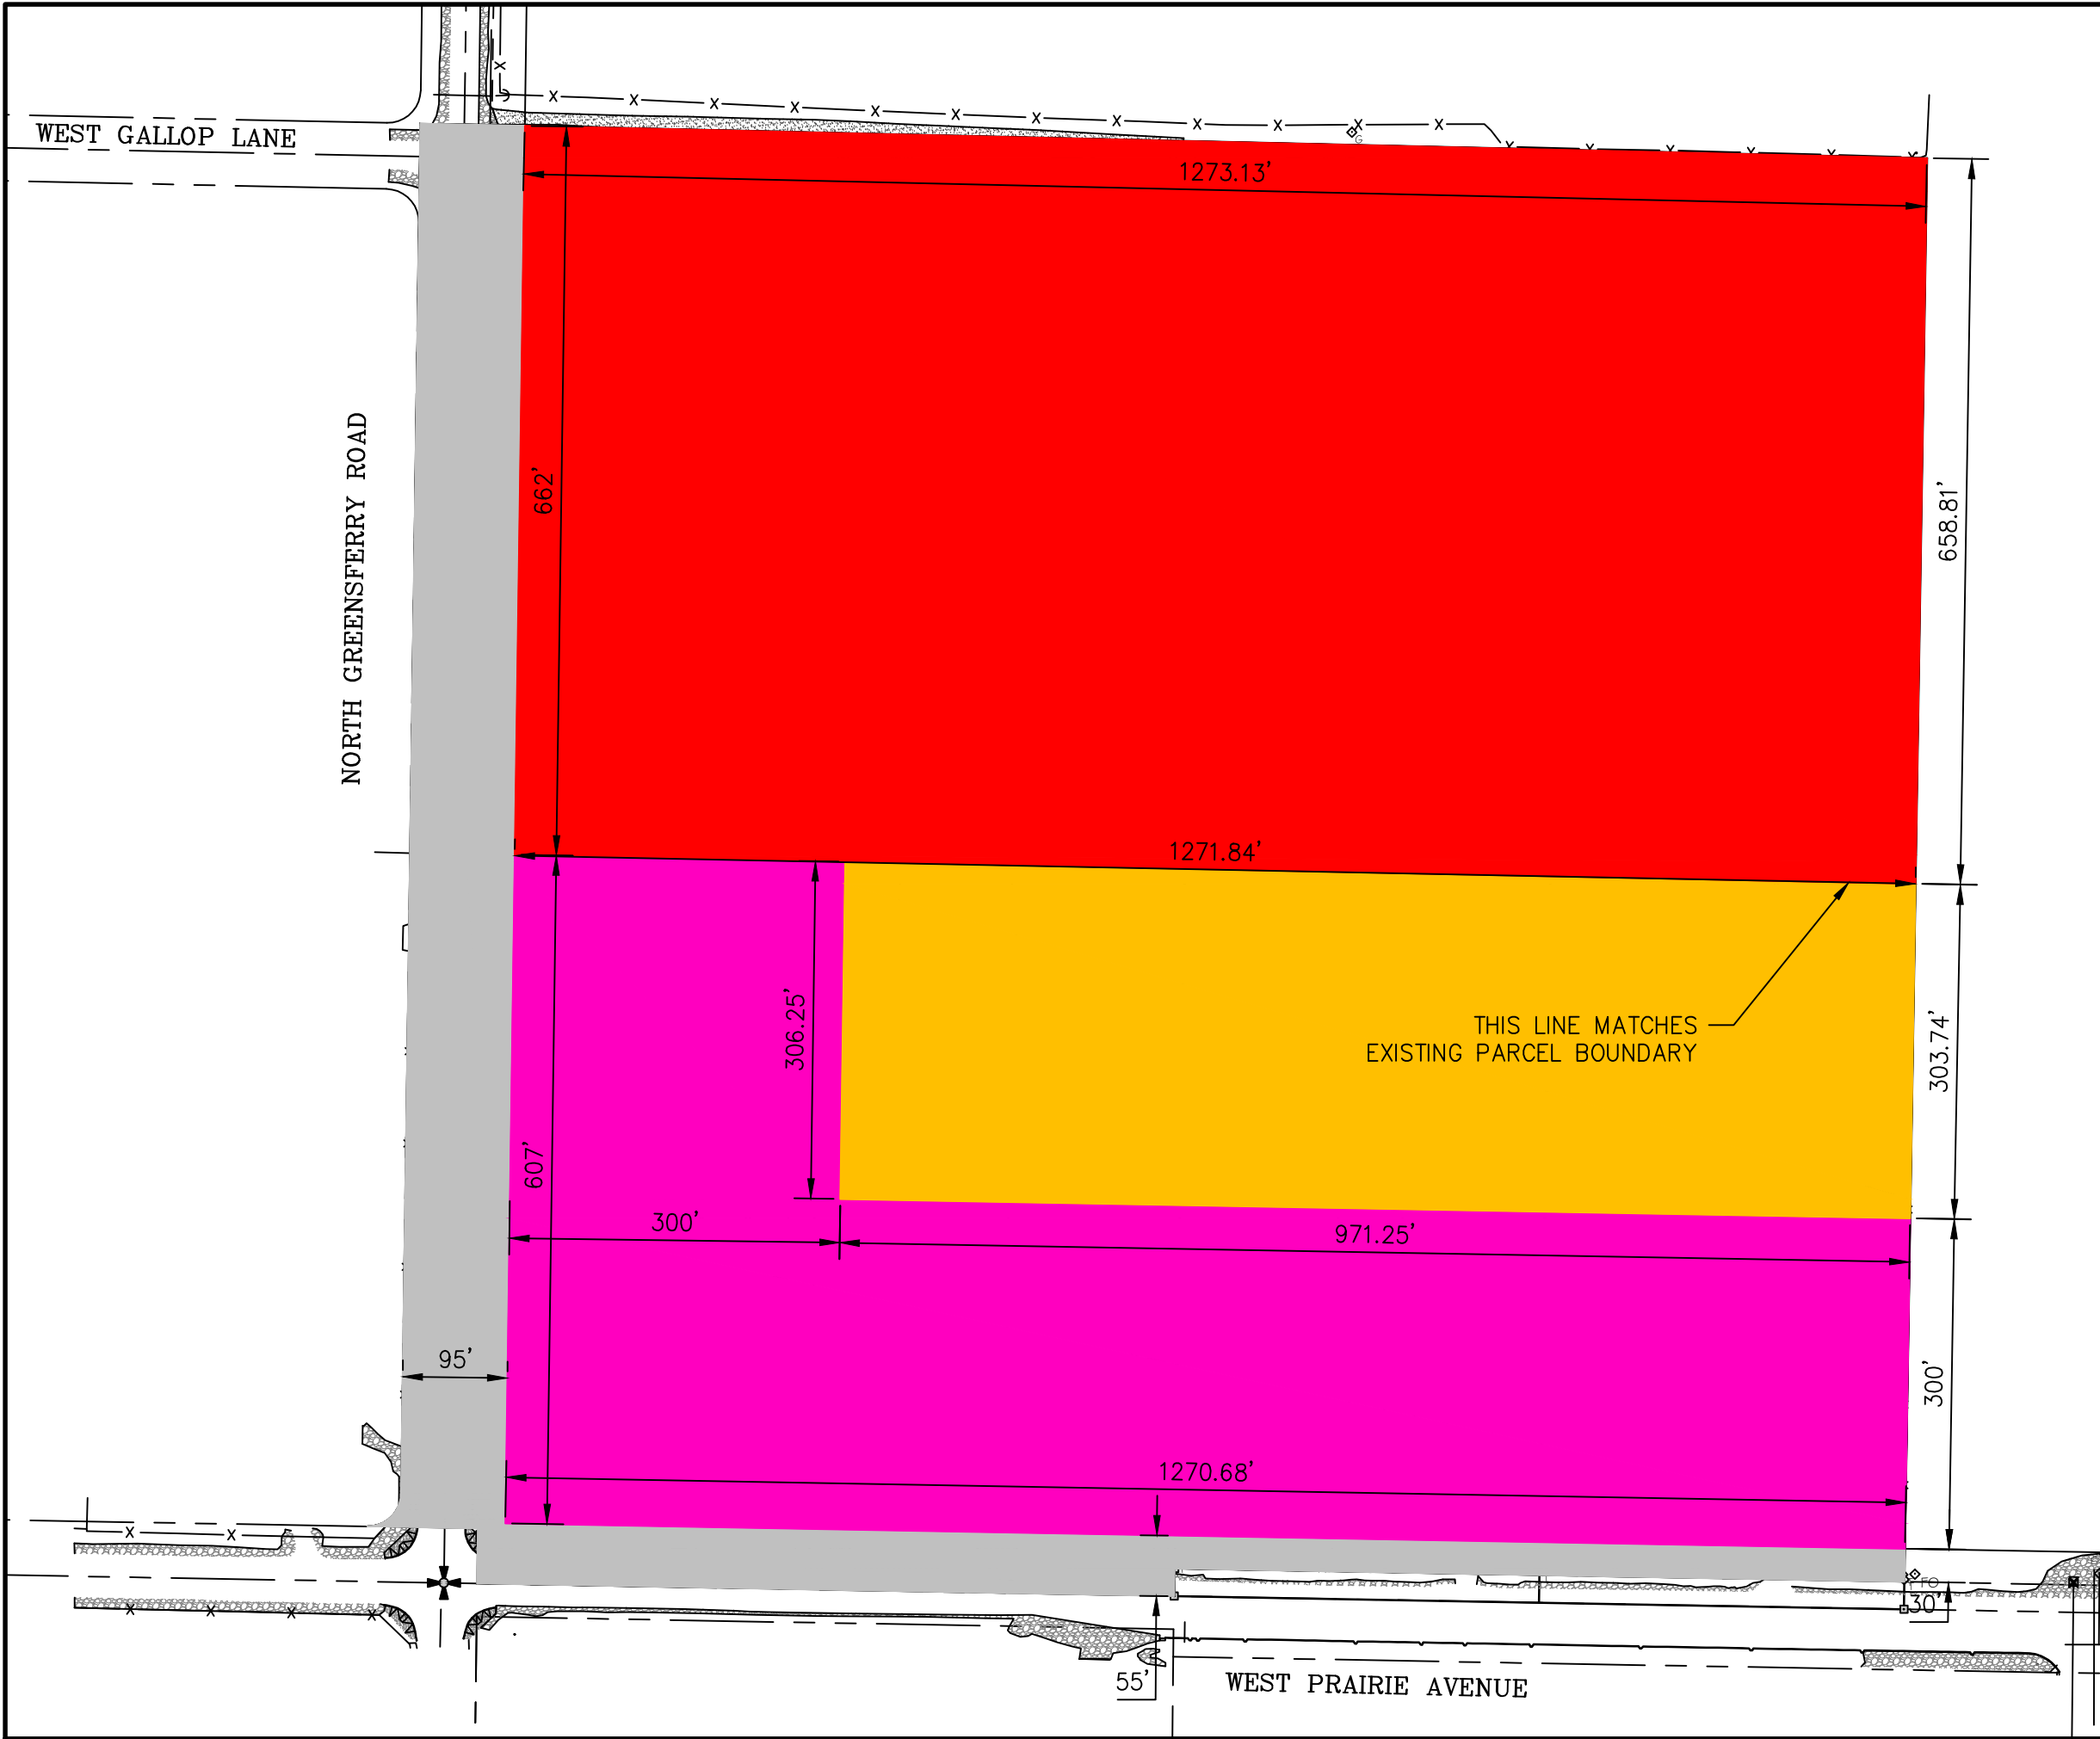 WEST GALLOP LANE
G
1273.13'
NORTH GREENSFERRY ROAD
662'
658.81'
1271.84'
306.25'
THIS LINE MATCHES
EXISTING PARCEL BOUNDARY
303.74'
607'
300'
971.25'
95'
300'
1270.68'
30'
55'
WEST PRAIRIE AVENUE